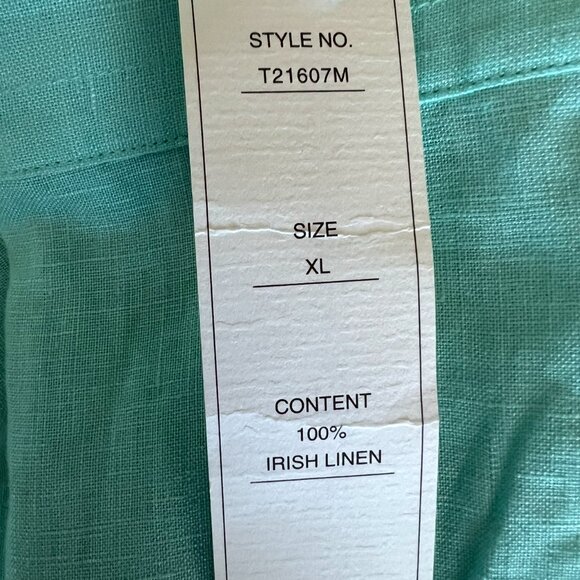 STYLE NO.
T21607M
SIZE
XL
CONTENT
100%
IRISH LINEN